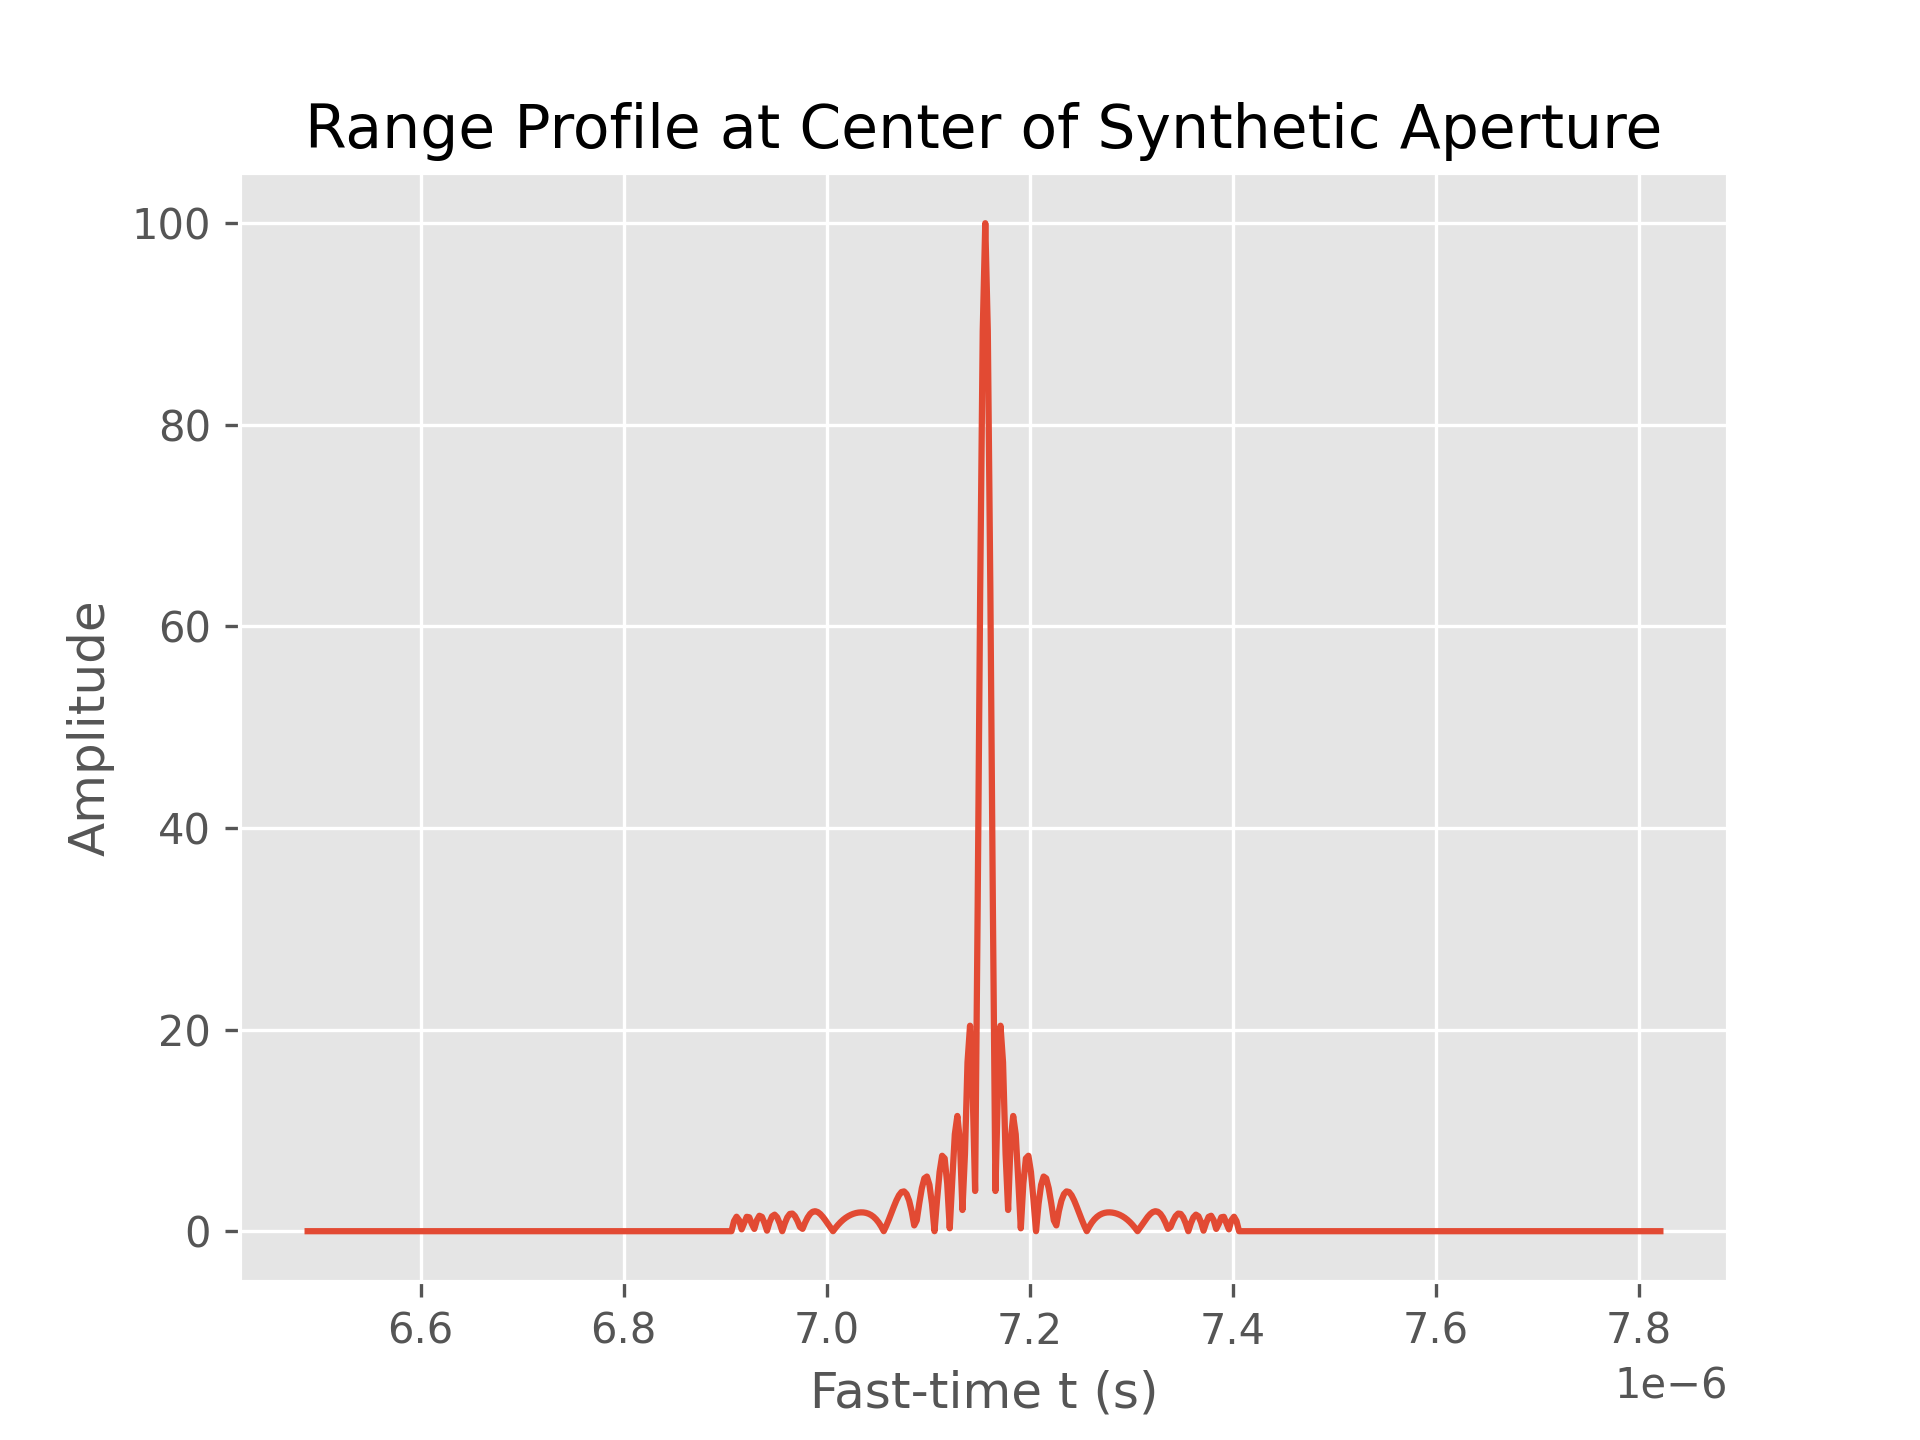 Range Profile at Center of Synthetic Aperture
100
80
60
40
20
0
Amplitude
6.6 6.8 7.0 7.2 7.4 7.6 7.8
1e−6
Fast-time t (s)